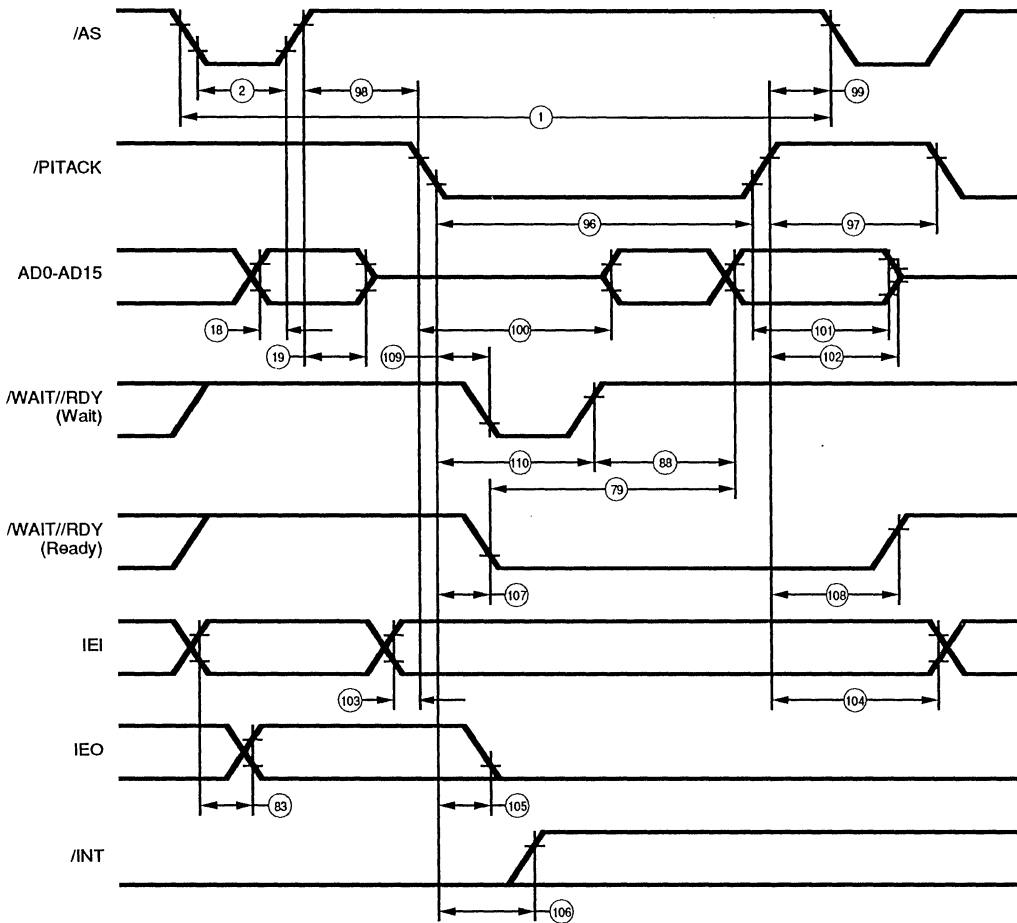 /AS
2
98
99
1
/PITACK
96
97
AD0-AD15
18
100
101
19
109
102
/WAIT//RDY
(Wait)
110
88
79
/WAIT//RDY
(Ready)
107
108
IEI
103
104
IEO
83
105
/INT
106